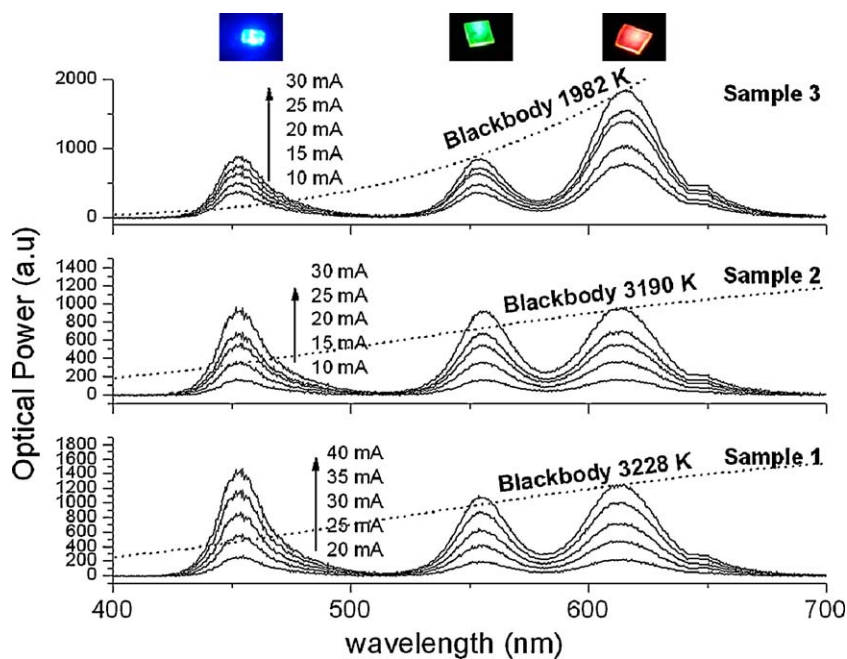 2000
1000
0
30 mA
25 mA
20 mA
15 mA
10 mA
Blackbody 1982 K
Sample 3
1400
1200
1000
800
600
400
200
0
30 mA
25 mA
20 mA
15 mA
10 mA
Blackbody 3190 K
Sample 2
1800
1600
1400
1200
1000
800
600
400
200
0
40 mA
35 mA
30 mA
25 mA
20 mA
Blackbody 3228 K
Sample 1
400
500
600
700
Optical Power (a.u)
wavelength (nm)